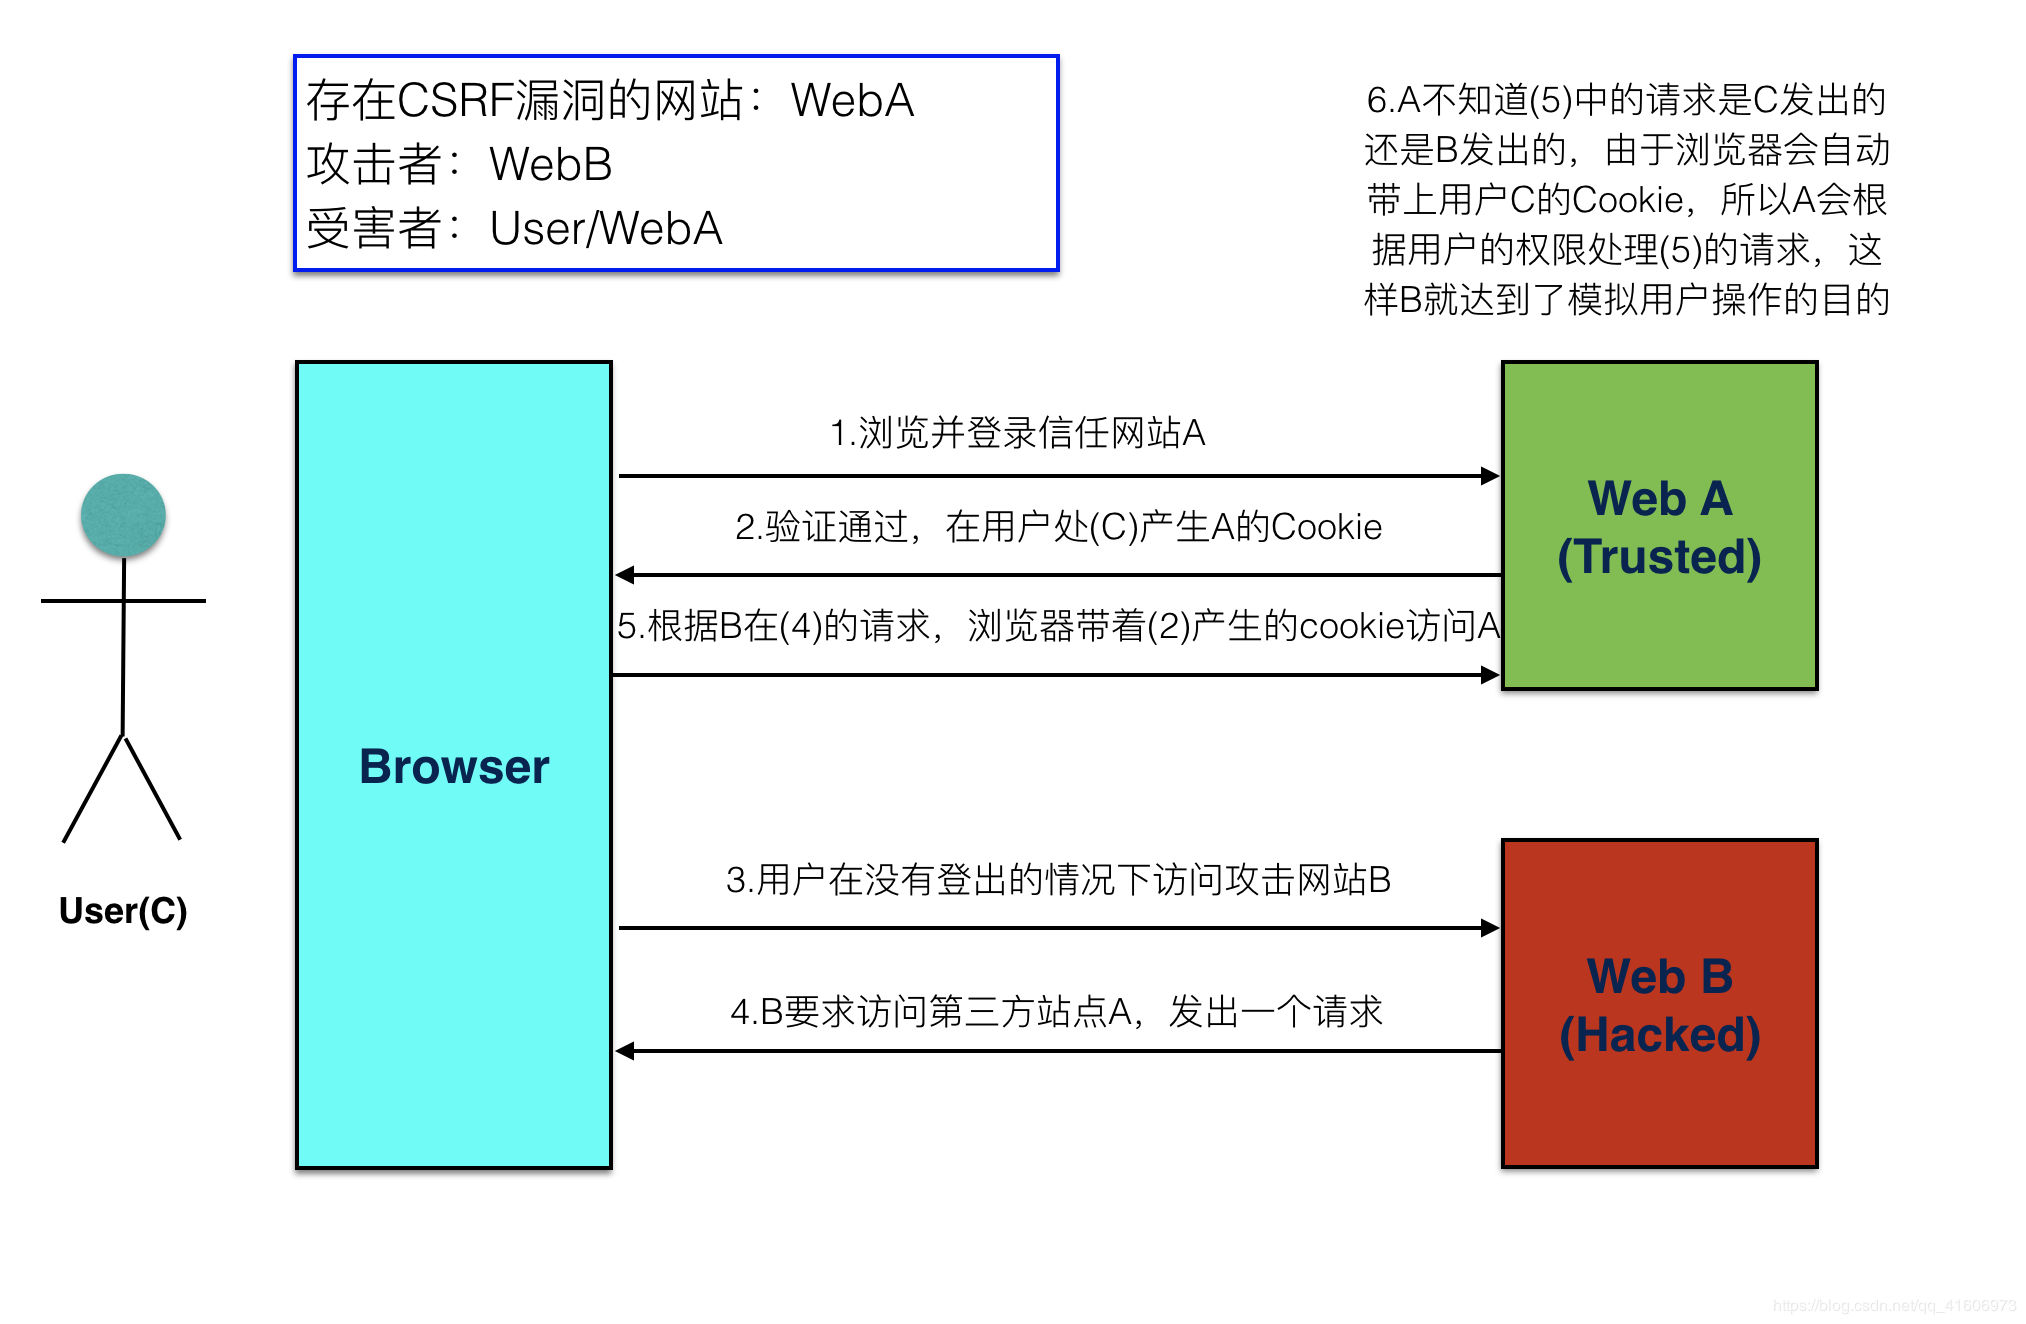 存在CSRF漏洞的网站：WebA
攻击者：WebB
受害者：User/WebA
6.A不知道(5)中的请求是C发出的
还是B发出的，由于浏览器会自动
带上用户C的Cookie，所以A会根
据用户的权限处理(5)的请求，这
样B就达到了模拟用户操作的目的
1.浏览并登录信任网站A
2.验证通过，在用户处(C)产生A的Cookie
5.根据B在(4)的请求，浏览器带着(2)产生的cookie访问A
Web A
(Trusted)
Browser
User(C)
3.用户在没有登出的情况下访问攻击网站B
4.B要求访问第三方站点A，发出一个请求
Web B
(Hacked)
https://blog.csdn.net/qq_41606973